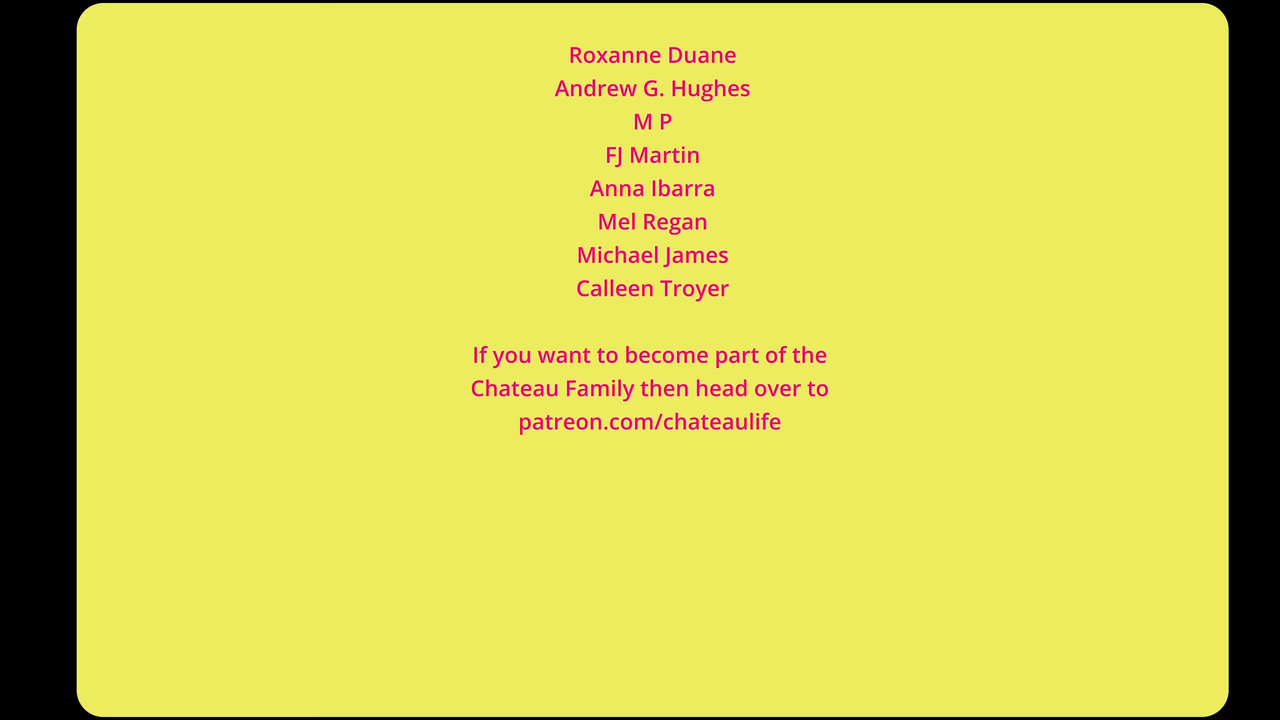 Roxanne Duane
Andrew G. Hughes
M P
FJ Martin
Anna Ibarra
Mel Regan
Michael James
Calleen Troyer
If you want to become part of the
Chateau Family then head over to
patreon.com/chateaulife